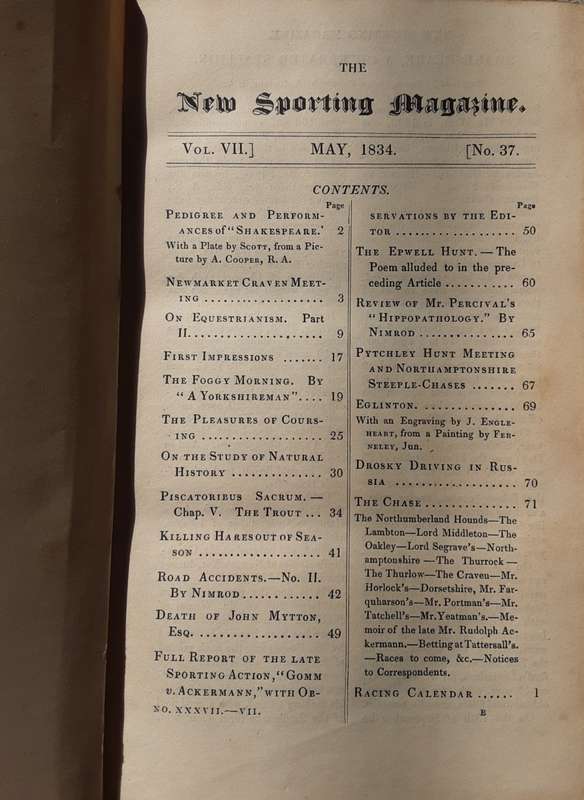 THE
New Sporting Magazine.
VOL. VII.] MAY, 1834. [No. 37.
CONTENTS.
Page
PEDIGREE AND PERFORM-
ANCES of "SHAKESPEARE.' 2
With a Plate by SCOTT, from a Pic-
ture by A. COOPER, R. A.
NEWMARKET CRAVEN MEET-
ING ................... 3
ON EQUESTRIANISM. Part
II...................... 9
FIRST IMPRESSIONS ....... 17
THE FOGGY MORNING. BY
"A YORKSHIREMAN".... 19
THE PLEASURES OF COURS-
ING ................... 25
ON THE STUDY OF NATURAL
HISTORY .............. 30
PISCATORIBUS SACRUM.—
Chap. V. THE TROUT ... 34
KILLING HARES OUT OF SEA-
SON ................... 41
ROAD ACCIDENTS.—No. II.
BY NIMROD............ 42
DEATH OF JOHN MYTTON,
ESQ. ................... 49
FULL REPORT OF THE LATE
SPORTING ACTION, "GOMM
v. ACKERMANN," WITH OB-
NO. XXXVII.—VII.
Page
SERVATIONS BY THE EDI-
TOR ................... 50
THE EPWELL HUNT.—The
Poem alluded to in the pre-
ceding Article ........... 60
REVIEW OF MR. PERCIVAL'S
"HIPPOPATHOLOGY." BY
NIMROD ............... 65
PYTCHLEY HUNT MEETING
AND NORTHAMPTONSHIRE
STEEPLE-CHASES ....... 67
EGLINTON. .............. 69
With an Engraving by J. ENGLE-
HEART, from a Painting by FER-
NELEY, Jun.
DROSKY DRIVING IN RUS-
SIA ................... 70
THE CHASE .............. 71
The Northumberland Hounds—The
Lambton—Lord Middleton—The
Oakley—Lord Segrave's—North-
amptonshire—The Thurrock—
The Thurlow—The Craven—Mr.
Horlock's—Dorsetshire, Mr. Far-
quharson's—Mr. Portman's—Mr.
Tatchell's—Mr. Yeatman's.—Me-
moir of the late Mr. Rudolph Ac-
kermann.—Betting at Tattersall's.
—Races to come, &c.—Notices
to Correspondents.
RACING CALENDAR ...... 1
B